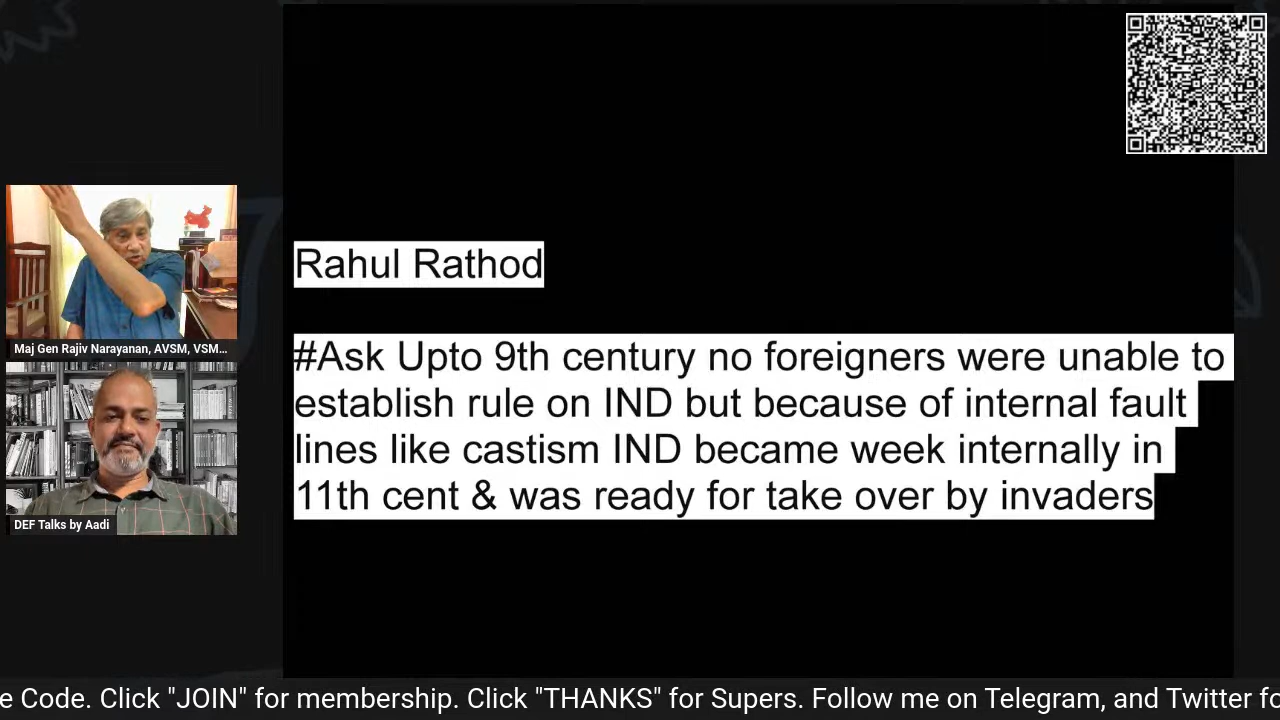 Rahul Rathod
#Ask Upto 9th century no foreigners were unable to
establish rule on IND but because of internal fault
lines like castism IND became week internally in
11th cent & was ready for take over by invaders
Maj Gen Rajiv Narayanan, AVSM, VSM...
DEF Talks by Aadi
e Code. Click "JOIN" for membership. Click "THANKS" for Supers. Follow me on Telegram, and Twitter fo